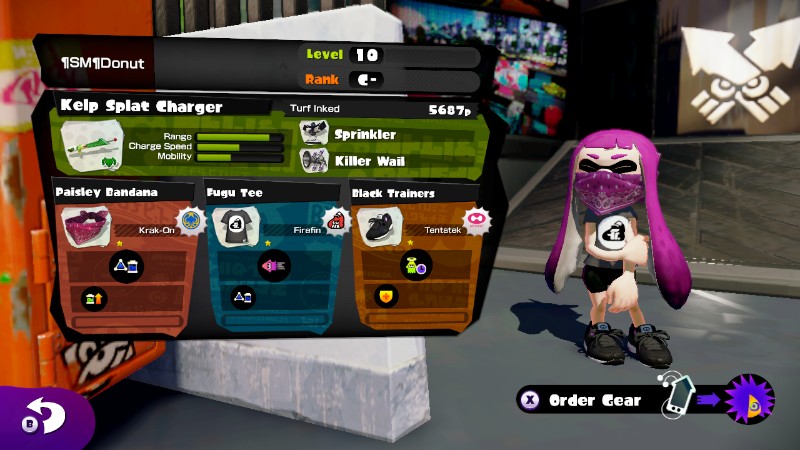 ¶SM¶Donut
Level 10
Rank C-
Kelp Splat Charger
Turf Inked 5687p
Range
Charge Speed
Mobility
Sprinkler
Killer Wail
Paisley Bandana
Krak-On
Fugu Tee
Firefin
Black Trainers
Tentatek
B
X Order Gear